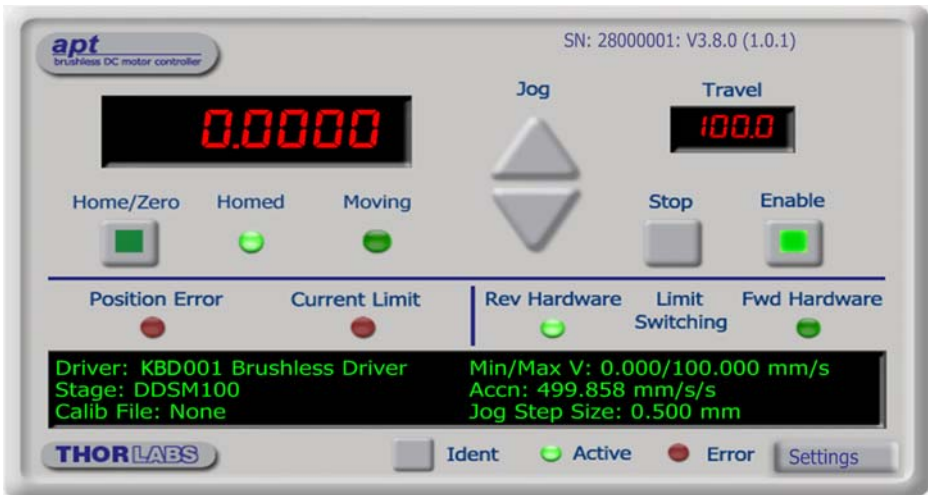 apt
brushless DC motor controller
SN: 28000001: V3.8.0 (1.0.1)
0.0000
Jog
Travel
100.0
Home/Zero
Homed
Moving
Stop
Enable
Position Error
Current Limit
Rev Hardware
Limit
Switching
Fwd Hardware
Driver: KBD001 Brushless Driver
Stage: DDSM100
Calib File: None
Min/Max V: 0.000/100.000 mm/s
Accn: 499.858 mm/s/s
Jog Step Size: 0.500 mm
THORLABS
Ident
Active
Error
Settings